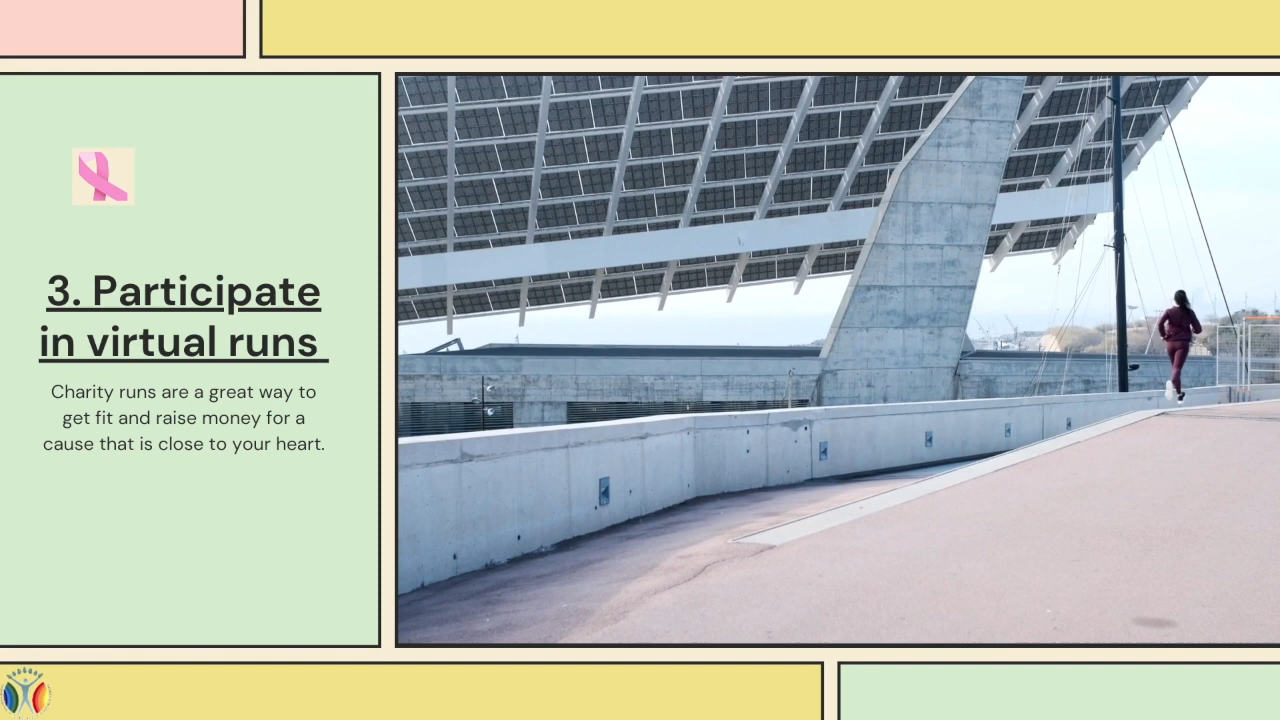 3. Participate
in virtual runs
Charity runs are a great way to
get fit and raise money for a
cause that is close to your heart.